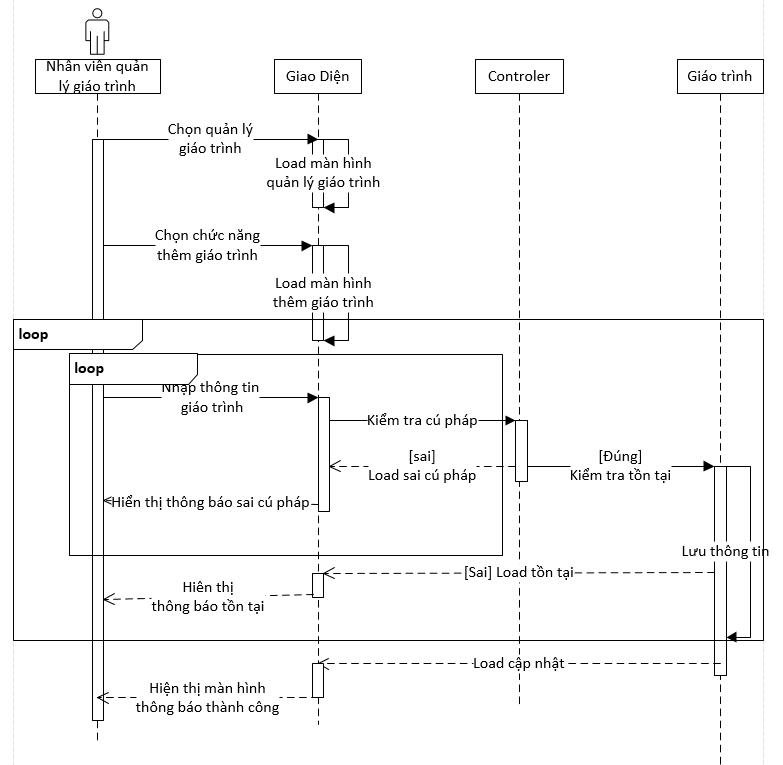 Nhân viên quản
lý giáo trình
Giao Diện
Controler
Giáo trình
Chọn quản lý
giáo trình
Load màn hình
quản lý giáo trình
Chọn chức năng
thêm giáo trình
Load màn hình
thêm giáo trình
loop
loop
Nhập thông tin
giáo trình
Kiểm tra cú pháp
[sai]
Load sai cú pháp
[Đúng]
Kiểm tra tồn tại
Hiển thị thông báo sai cú pháp
Lưu thông tin
[Sai] Load tồn tại
Hiên thị
thông báo tồn tại
Load cập nhật
Hiện thị màn hình
thông báo thành công